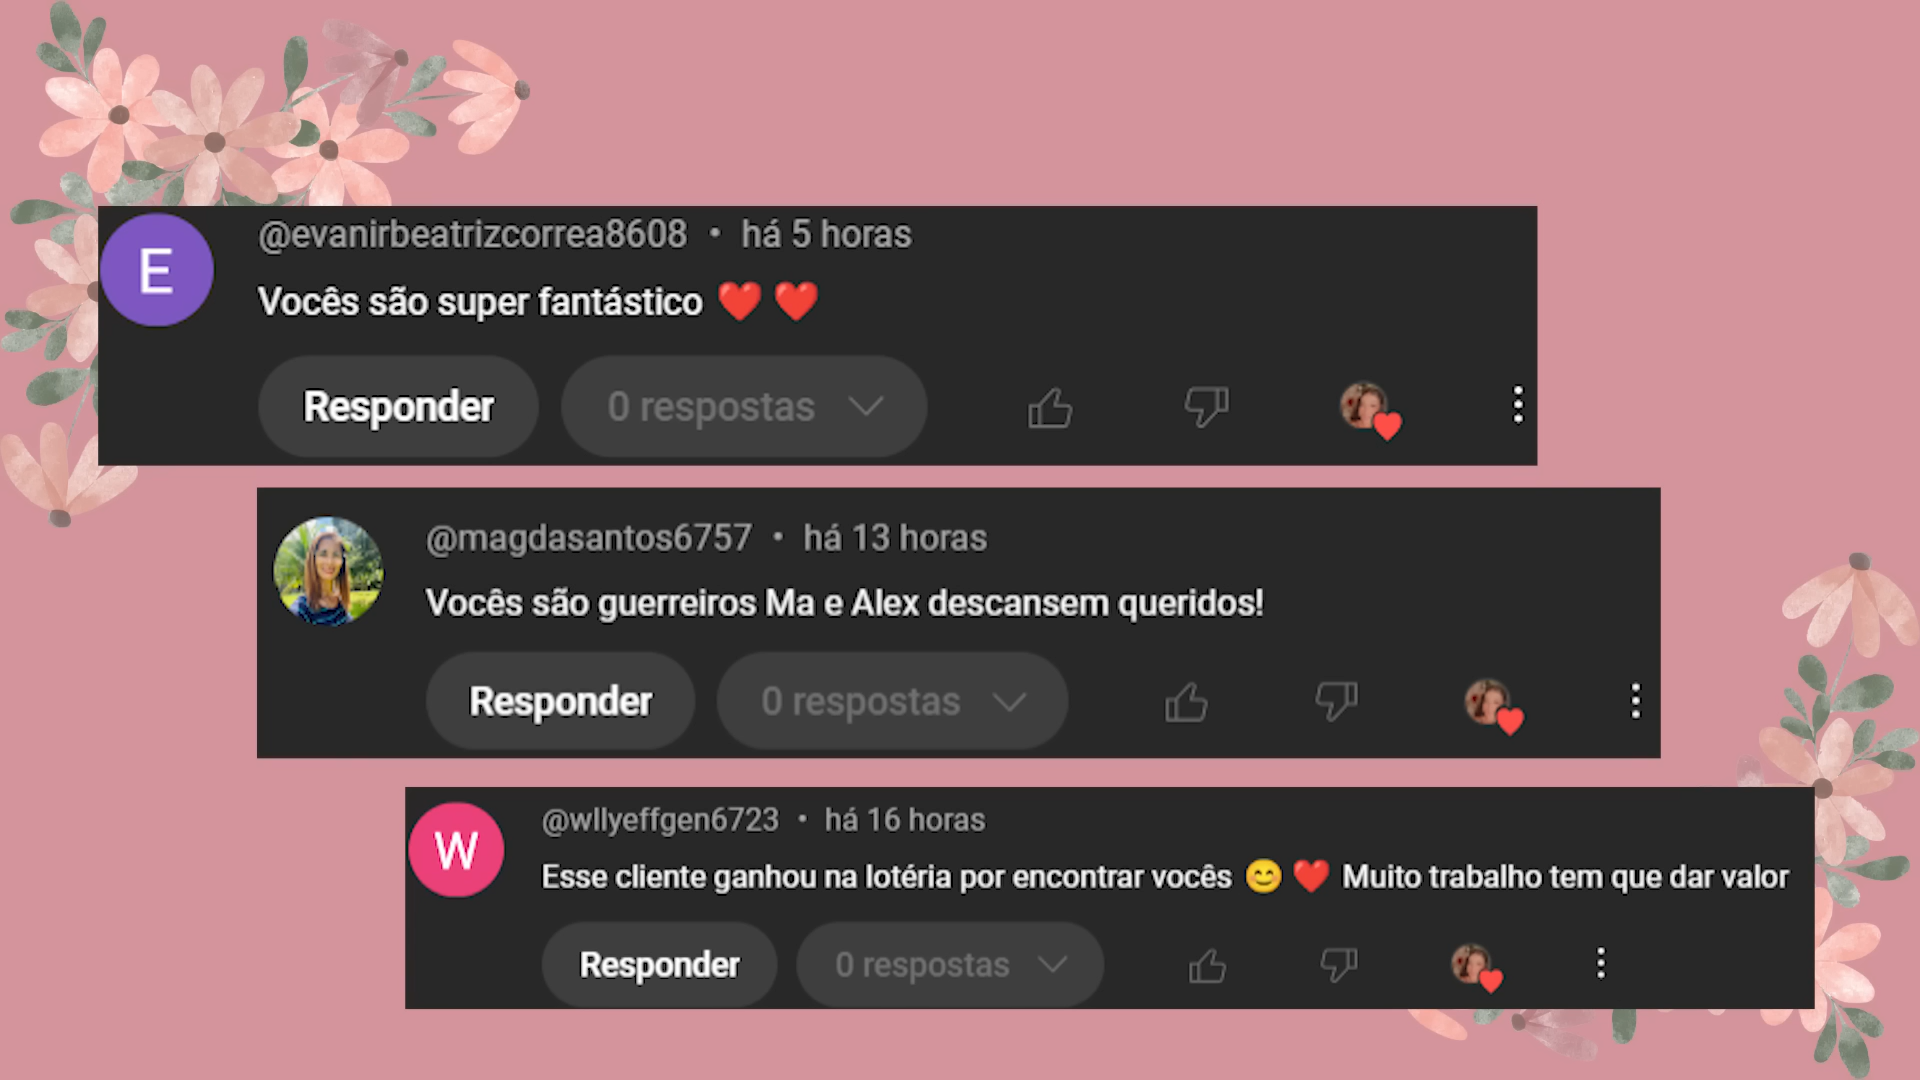 E
@evanirbeatrizcorrea8608 • há 5 horas
Vocês são super fantástico ❤️ ❤️
Responder 0 respostas
@magdasantos6757 • há 13 horas
Vocês são guerreiros Ma e Alex descansem queridos!
Responder 0 respostas
W
@wllyeffgen6723 • há 16 horas
Esse cliente ganhou na lotéria por encontrar vocês 😊 ❤️ Muito trabalho tem que dar valor
Responder 0 respostas